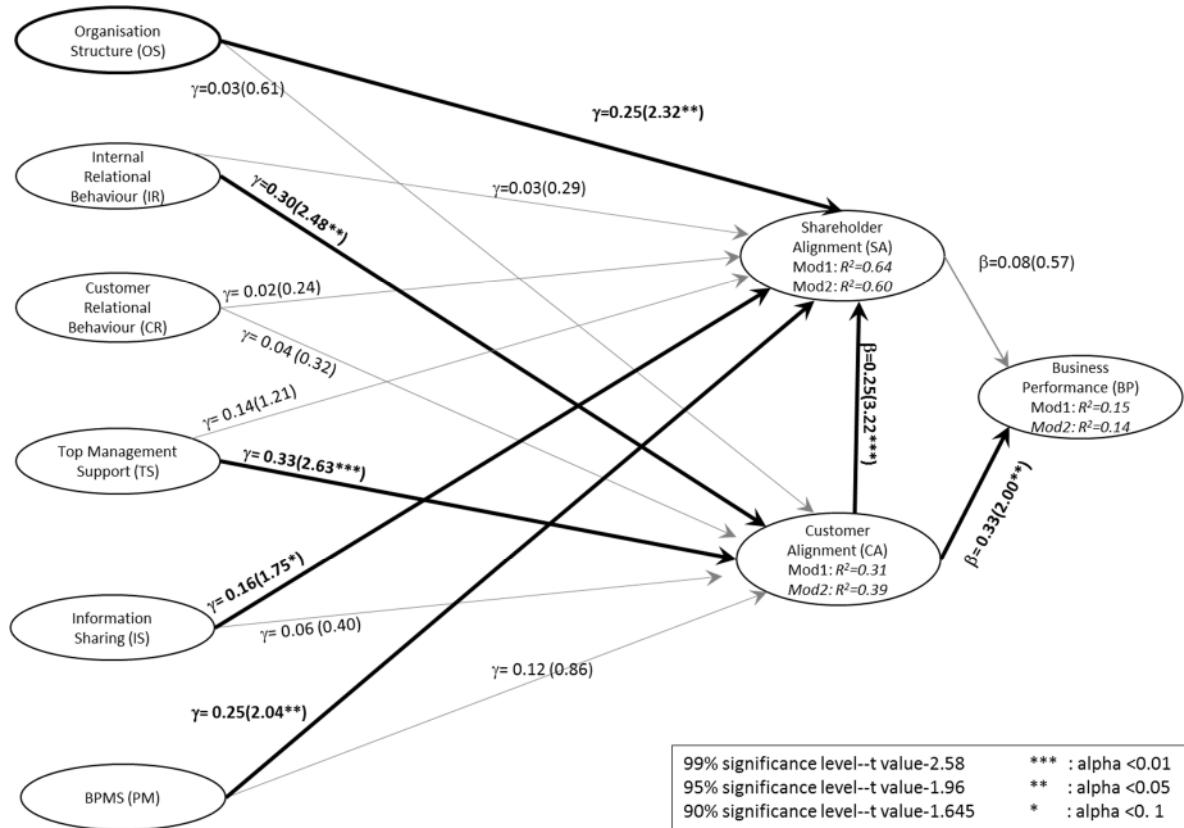 Organisation
Structure (OS)
γ=0.03(0.61)
γ=0.25(2.32**)
Internal
Relational
Behaviour (IR)
γ=0.30(2.48**)
γ=0.03(0.29)
Shareholder
Alignment (SA)
Mod1: R²=0.64
Mod2: R²=0.60
β=0.08(0.57)
Customer
Relational
Behaviour (CR)
γ= 0.02(0.24)
γ= 0.04 (0.32)
β=0.25(3.22***)
Business
Performance (BP)
Mod1: R²=0.15
Mod2: R²=0.14
γ= 0.14(1.21)
Top Management
Support (TS)
γ= 0.33(2.63***)
β= 0.33(2.00**)
Customer
Alignment (CA)
Mod1: R²=0.31
Mod2: R²=0.39
γ= 0.16(1.75*)
Information
Sharing (IS)
γ= 0.06 (0.40)
γ= 0.12 (0.86)
γ= 0.25(2.04**)
BPMS (PM)
99% significance level--t value-2.58 *** : alpha <0.01
95% significance level--t value-1.96 ** : alpha <0.05
90% significance level--t value-1.645 * : alpha <0. 1